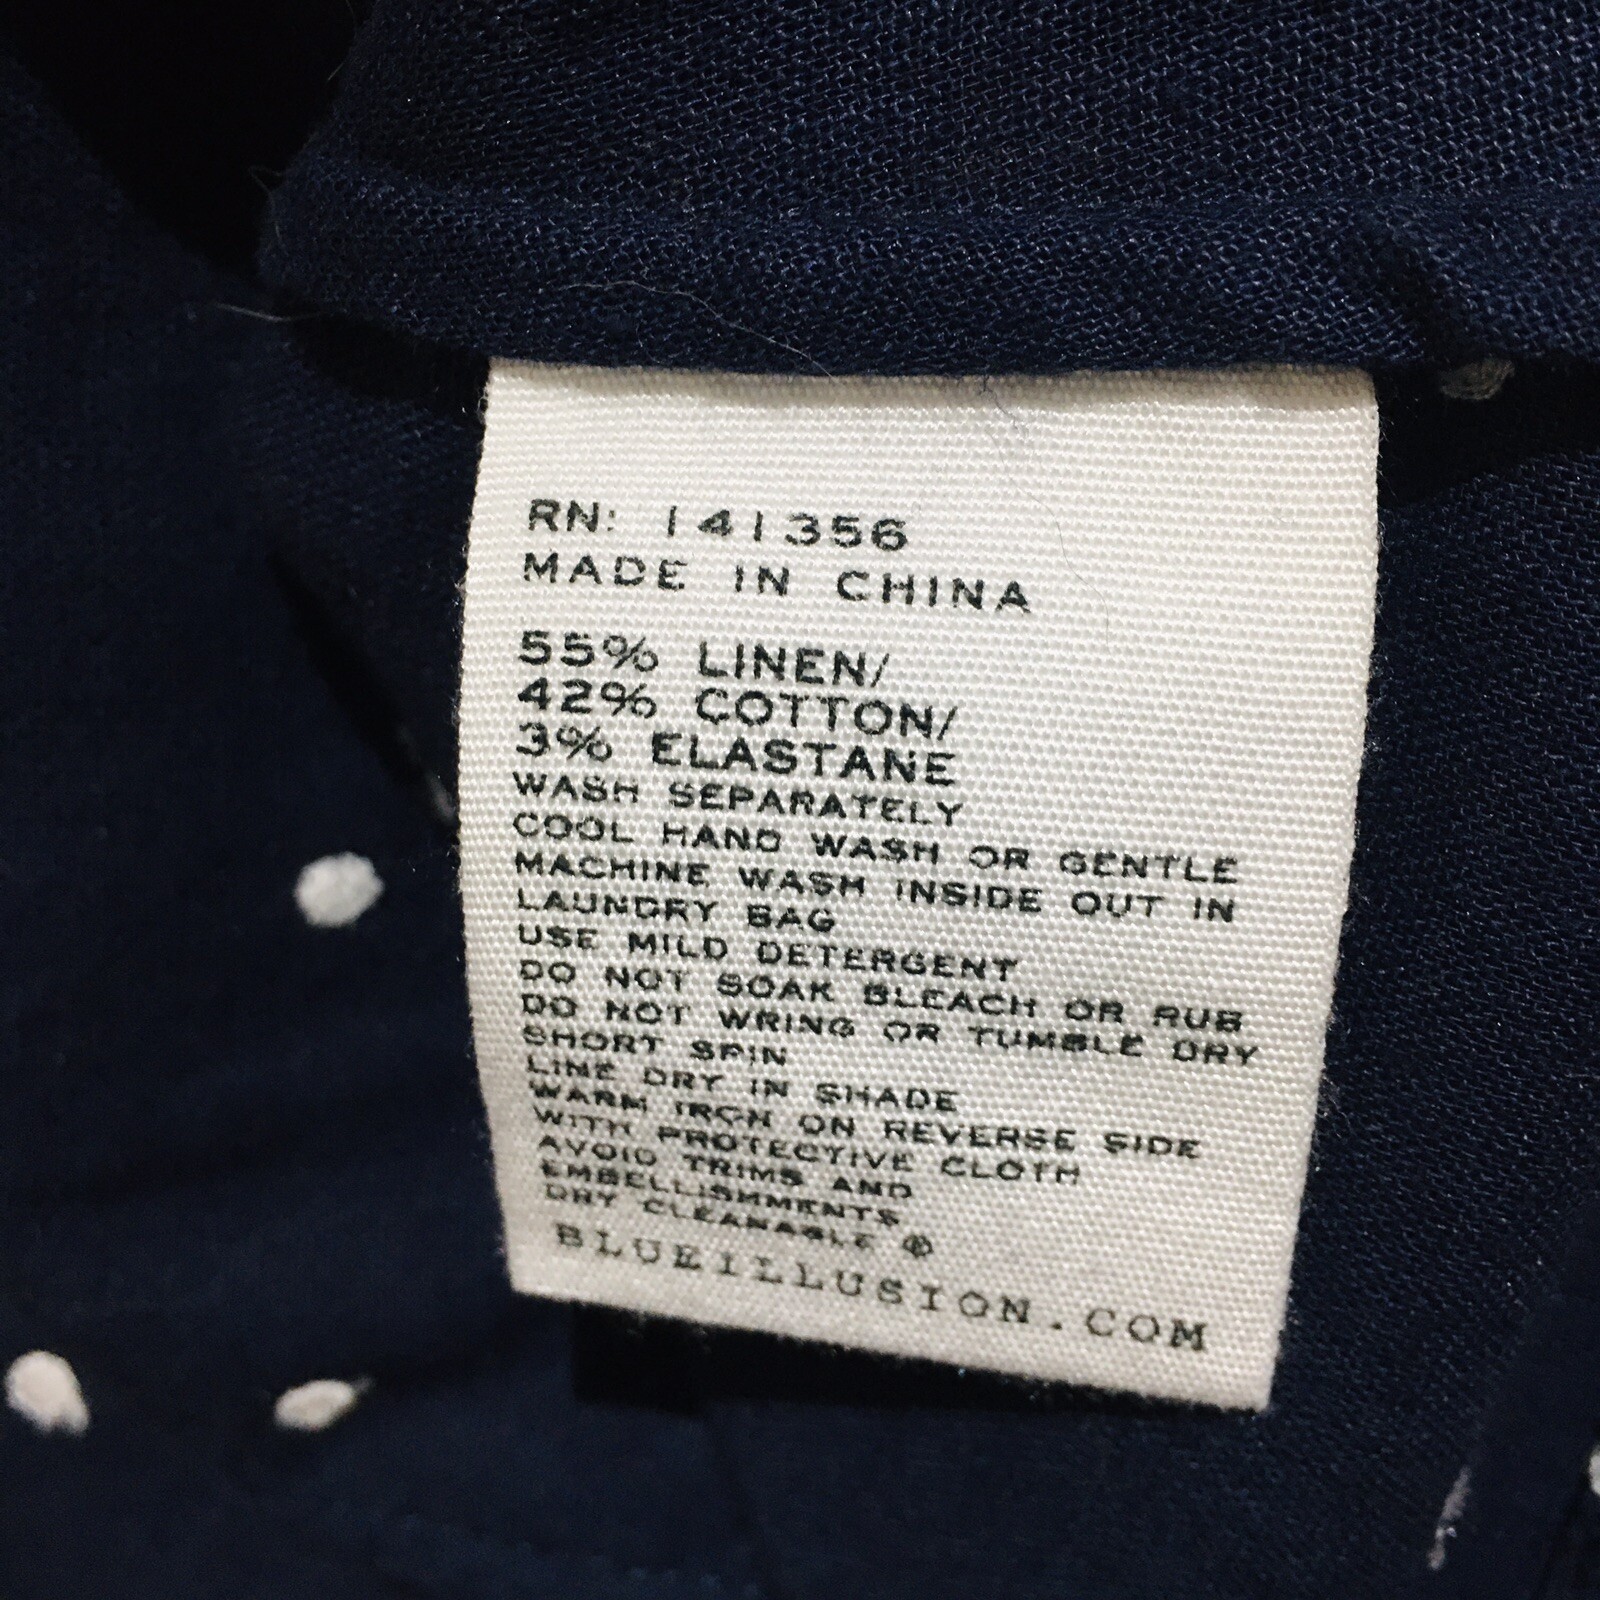 RN: 141356
MADE IN CHINA
55% LINEN/
42% COTTON/
3% ELASTANE
WASH SEPARATELY
COOL HAND WASH OR GENTLE
MACHINE WASH INSIDE OUT IN
LAUNDRY BAG
USE MILD DETERGENT
DO NOT SOAK BLEACH OR RUB
DO NOT WRING OR TUMBLE DRY
SHORT SPIN
LINE DRY IN SHADE
WARM IRON ON REVERSE SIDE
WITH PROTECTIVE CLOTH
AVOID TRIMS AND
EMBELLISHMENTS
DRY CLEANABLE Ⓟ
BLUEILLUSION.COM